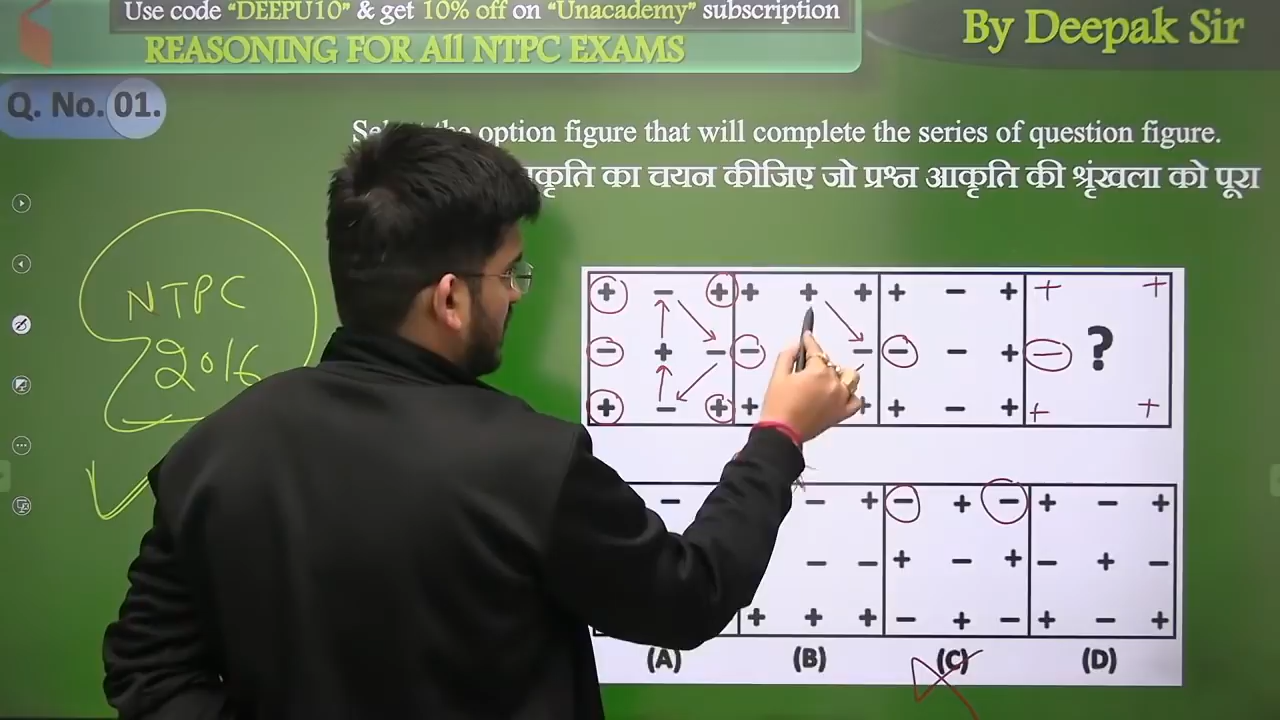 Use code “DEEPU10” & get 10% off on “Unacademy” subscription
REASONING FOR All NTPC EXAMS
By Deepak Sir
Q. No. 01.
the option figure that will complete the series of question figure.
का चयन कीजिए जो प्रश्न आकृति की श्रृंखला को पूरा
NTPC
2016
+ − + + + + + − + + +
− + − − − − − + − ?
+ − + + + + − + + +
− − + − + − + − +
− − + − + − + −
+ + + − + − + − +
(A) (B) (C) (D)